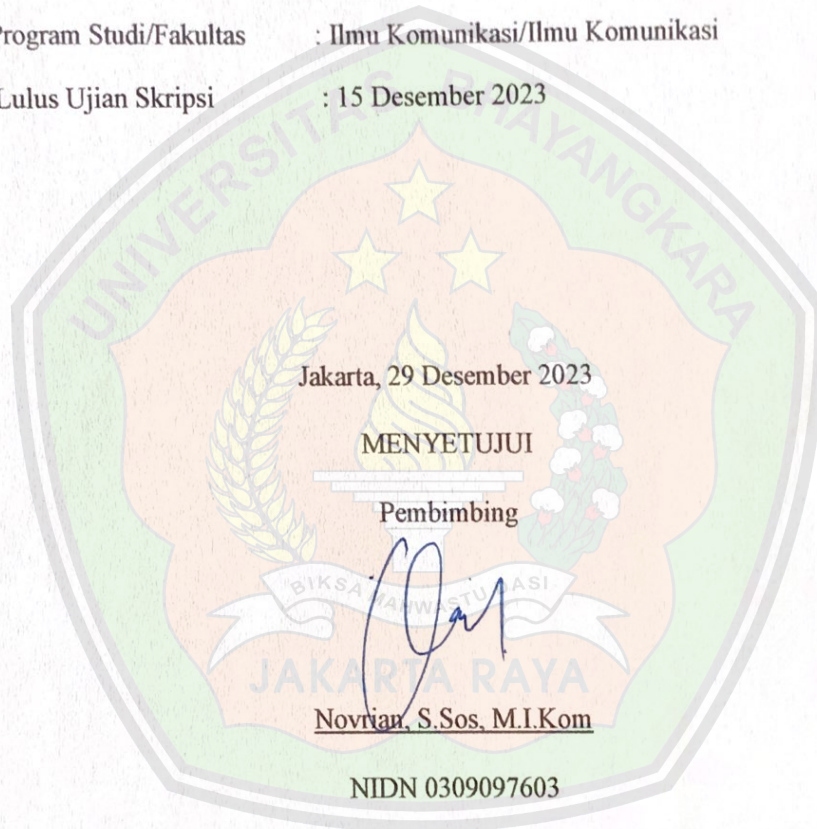 Program Studi/Fakultas : Ilmu Komunikasi/Ilmu Komunikasi
Lulus Ujian Skripsi : 15 Desember 2023
UNIVERSITAS BHAYANGKARA
Jakarta, 29 Desember 2023
MENYETUJUI
Pembimbing
BIKSA MAHWASTU DASI
JAKARTA RAYA
Novrian, S.Sos, M.I.Kom
NIDN 0309097603